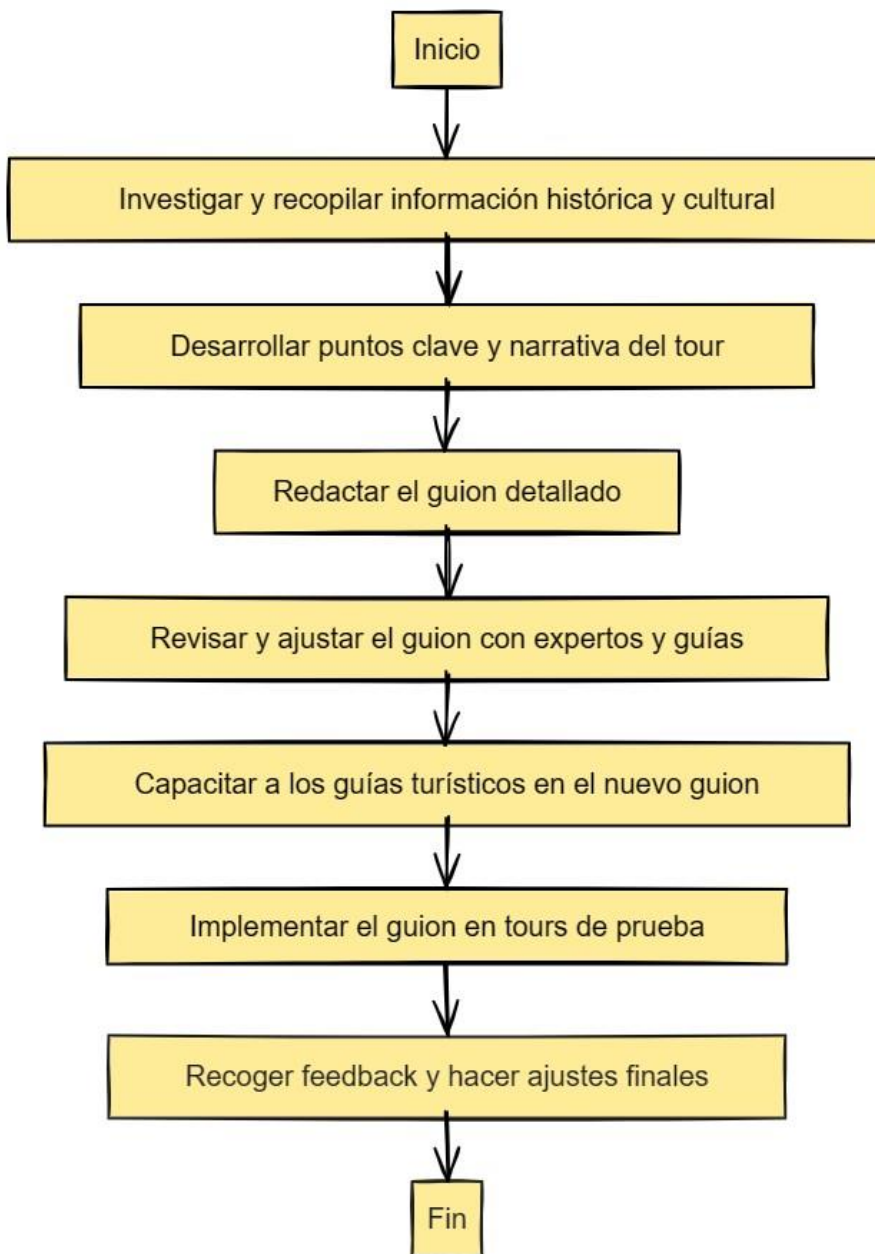 Inicio
Investigar y recopilar información histórica y cultural
Desarrollar puntos clave y narrativa del tour
Redactar el guion detallado
Revisar y ajustar el guion con expertos y guías
Capacitar a los guías turísticos en el nuevo guion
Implementar el guion en tours de prueba
Recoger feedback y hacer ajustes finales
Fin